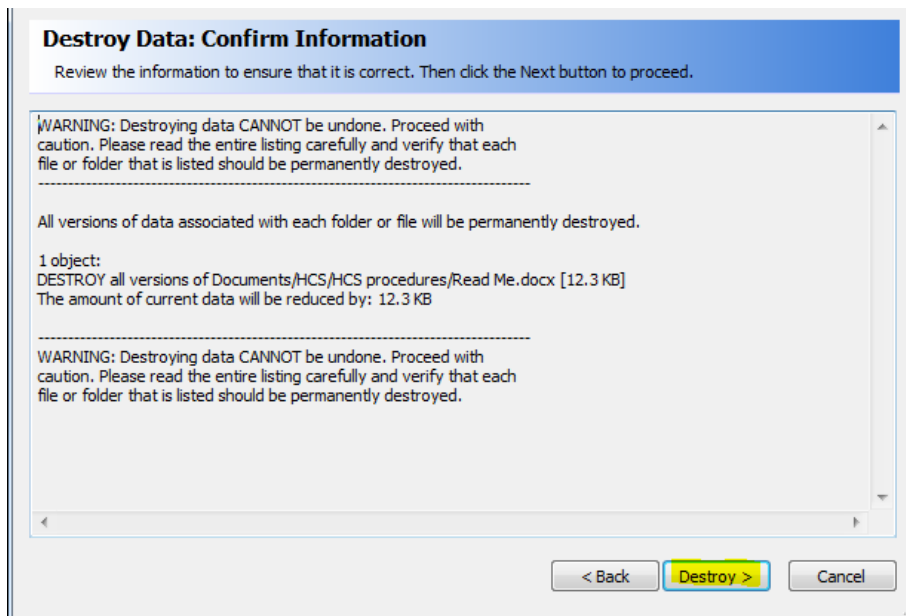 Destroy Data: Confirm Information
Review the information to ensure that it is correct. Then click the Next button to proceed.
WARNING: Destroying data CANNOT be undone. Proceed with
caution. Please read the entire listing carefully and verify that each
file or folder that is listed should be permanently destroyed.
--------------------------------------------------------------------------------
All versions of data associated with each folder or file will be permanently destroyed.
1 object:
DESTROY all versions of Documents/HCS/HCS procedures/Read Me.docx [12.3 KB]
The amount of current data will be reduced by: 12.3 KB
--------------------------------------------------------------------------------
WARNING: Destroying data CANNOT be undone. Proceed with
caution. Please read the entire listing carefully and verify that each
file or folder that is listed should be permanently destroyed.
< Back Destroy > Cancel